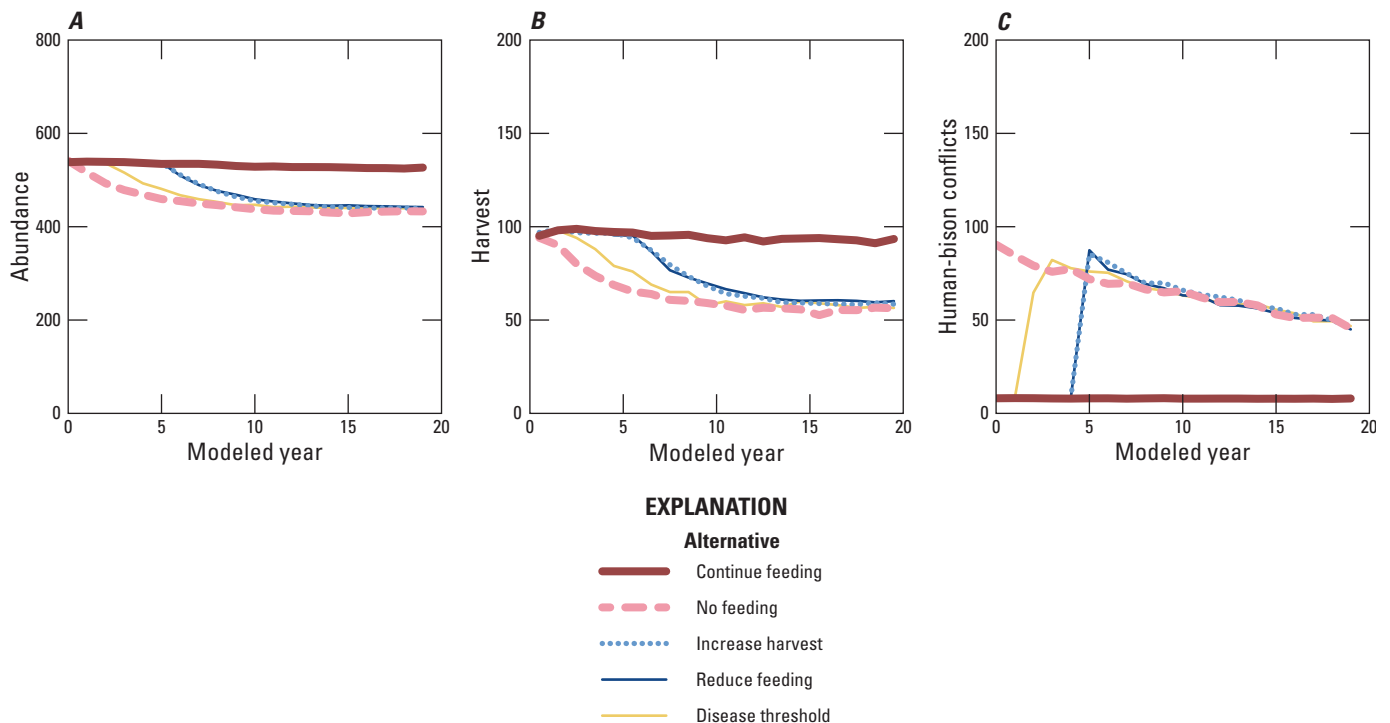 A
800
600
400
200
0
Abundance
0 5 10 15 20
Modeled year
B
200
150
100
50
0
Harvest
0 5 10 15 20
Modeled year
C
200
150
100
50
0
Human-bison conflicts
0 5 10 15 20
Modeled year
EXPLANATION
Alternative
Continue feeding
No feeding
Increase harvest
Reduce feeding
Disease threshold